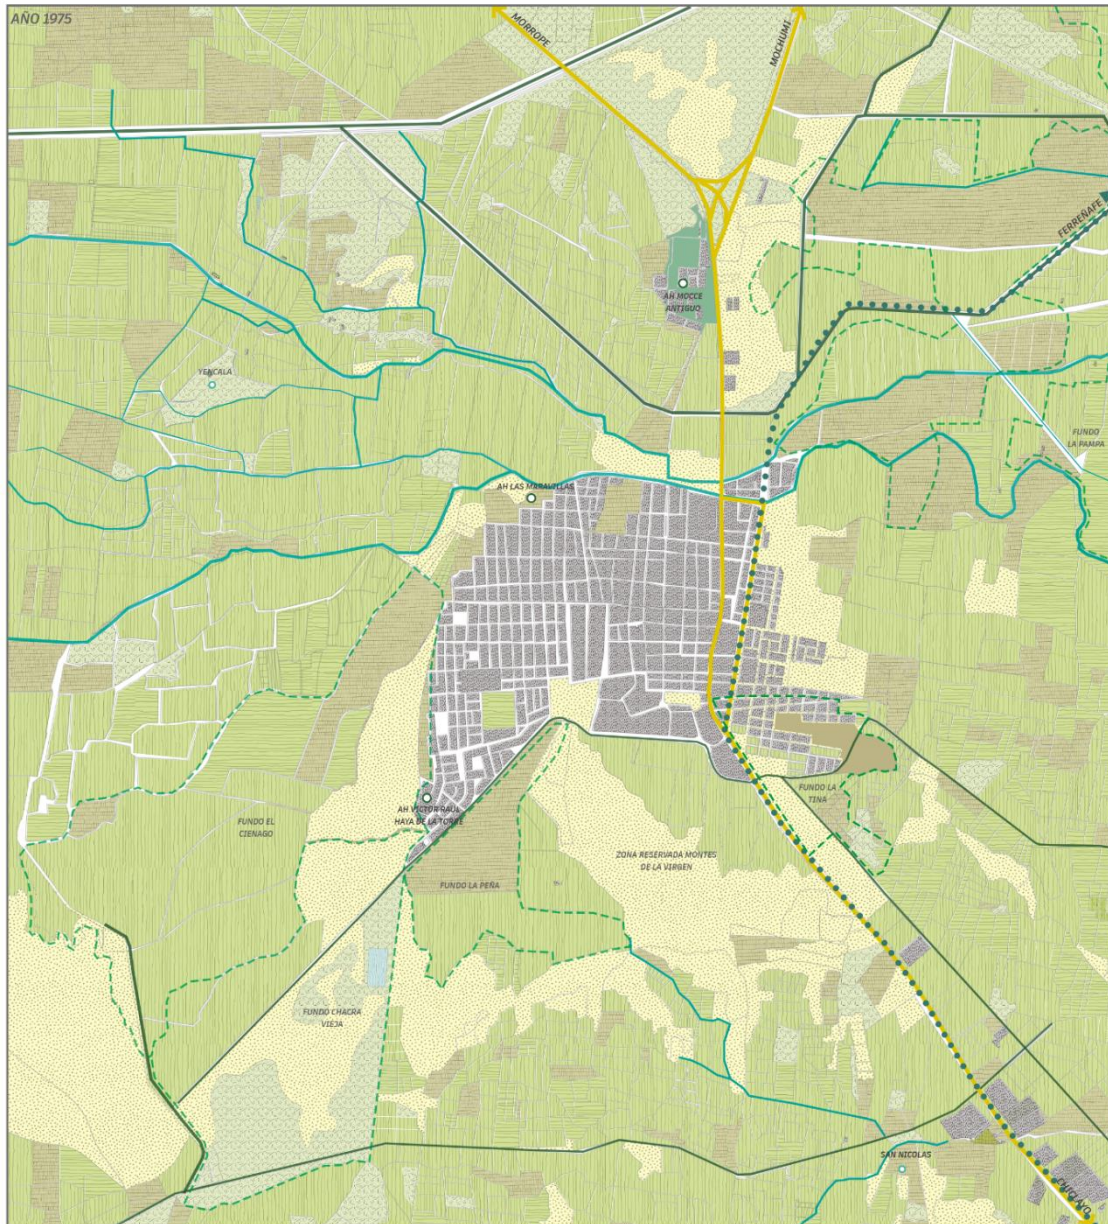 AÑO 1975
MORROPE
MOCHUMI
FERREÑAFE
AH MOCCE
ANTIGUO
YENCALA
FUNDO
LA PAMPA
AH LAS MARAVILLAS
FUNDO LA
TINA
AH VICTOR RAUL
HAYA DE LA TORRE
FUNDO EL
CIENAGO
ZONA RESERVADA MONTES
DE LA VIRGEN
FUNDO LA PEÑA
FUNDO CHACRA
VIEJA
SAN NICOLAS
CHICLAYO